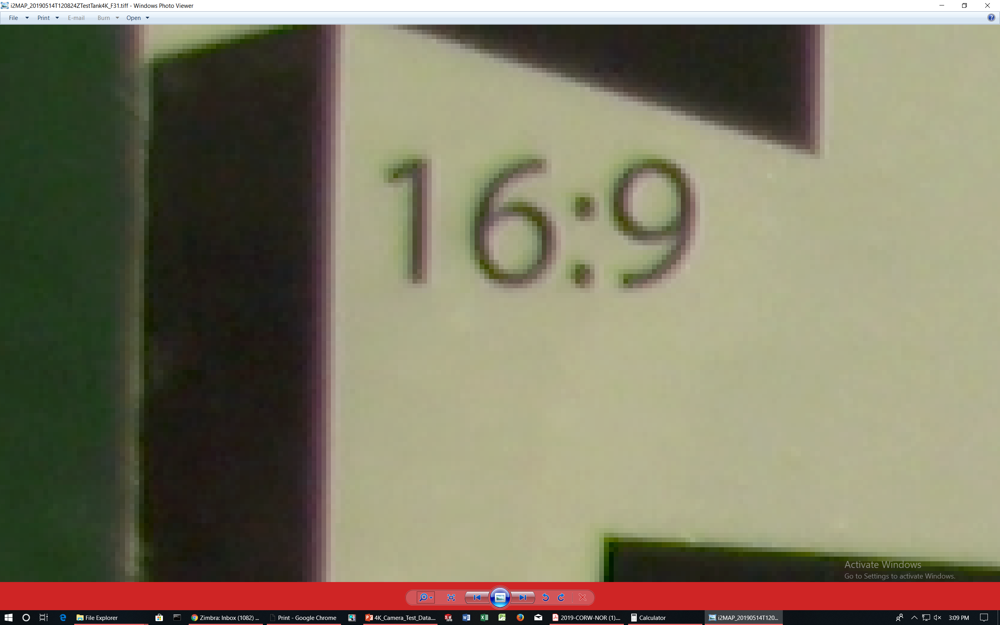 i2MAP_20190514T120824ZTestTank4K_F31.tiff - Windows Photo Viewer
File Print E-mail Burn Open
16:9
Activate Windows
Go to Settings to activate Windows.
File Explorer Zimbra: Inbox (1082) ... Print - Google Chrome 4K_Camera_Test_Data.... SW 2018 2019-CORW-NOR (1).... Calculator i2MAP_20190514T120... 3:09 PM